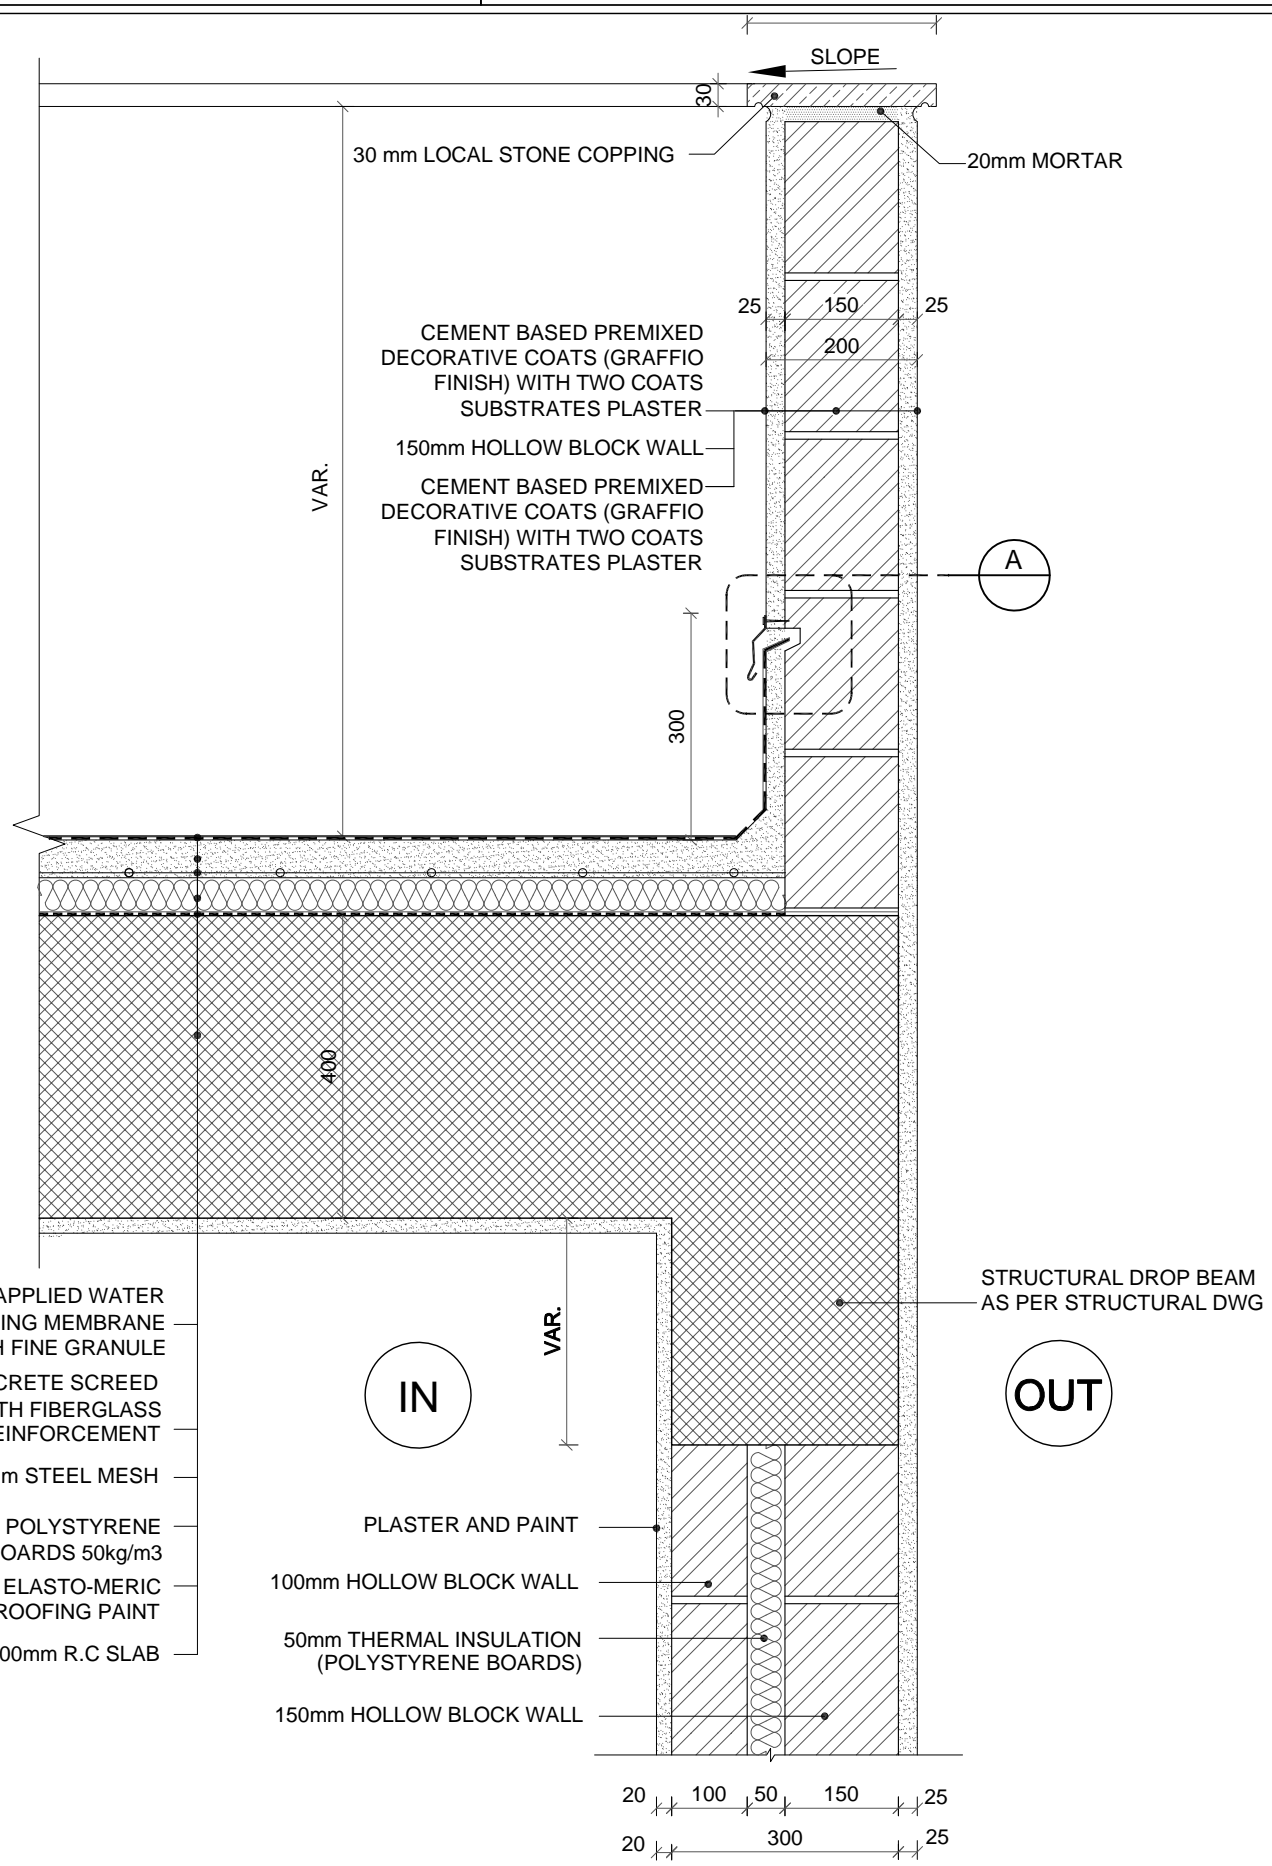 SLOPE
30
30 mm LOCAL STONE COPPING
20mm MORTAR
25 150 25
200
CEMENT BASED PREMIXED
DECORATIVE COATS (GRAFFIO
FINISH) WITH TWO COATS
SUBSTRATES PLASTER
150mm HOLLOW BLOCK WALL
CEMENT BASED PREMIXED
DECORATIVE COATS (GRAFFIO
FINISH) WITH TWO COATS
SUBSTRATES PLASTER
VAR.
A
300
400
STRUCTURAL DROP BEAM
AS PER STRUCTURAL DWG
APPLIED WATER
ING MEMBRANE
H FINE GRANULE
CRETE SCREED
TH FIBERGLASS
EINFORCEMENT
m STEEL MESH
POLYSTYRENE
OARDS 50kg/m3
ELASTO-MERIC
ROOFING PAINT
00mm R.C SLAB
VAR.
IN
OUT
PLASTER AND PAINT
100mm HOLLOW BLOCK WALL
50mm THERMAL INSULATION
(POLYSTYRENE BOARDS)
150mm HOLLOW BLOCK WALL
20 100 50 150 25
20 300 25